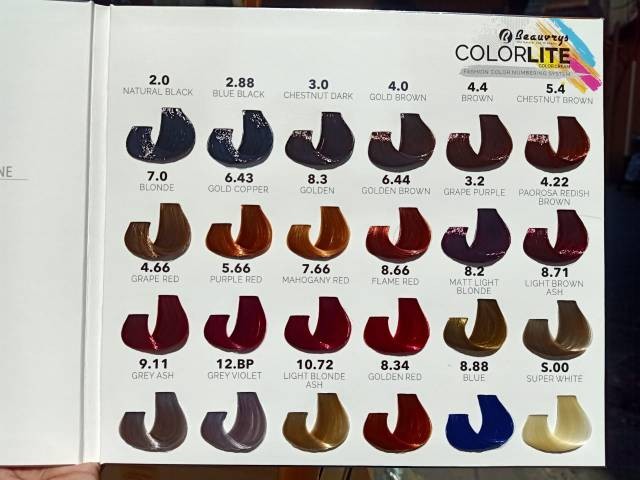 Beauvrys
COLORLITE
COLOR CREAM
FASHION COLOR NUMBERING SYSTEM
NE
2.0 2.88 3.0 4.0 4.4 5.4
NATURAL BLACK BLUE BLACK CHESTNUT DARK GOLD BROWN BROWN CHESTNUT BROWN
7.0 6.43 8.3 6.44 3.2 4.22
BLONDE GOLD COPPER GOLDEN GOLDEN BROWN GRAPE PURPLE PAOROSA REDISH
BROWN
4.66 5.66 7.66 8.66 8.2 8.71
GRAPE RED PURPLE RED MAHOGANY RED FLAME RED MATT LIGHT LIGHT BROWN
BLONDE ASH
9.11 12.BP 10.72 8.34 8.88 S.00
GREY ASH GREY VIOLET LIGHT BLONDE GOLDEN RED BLUE SUPER WHITE
ASH